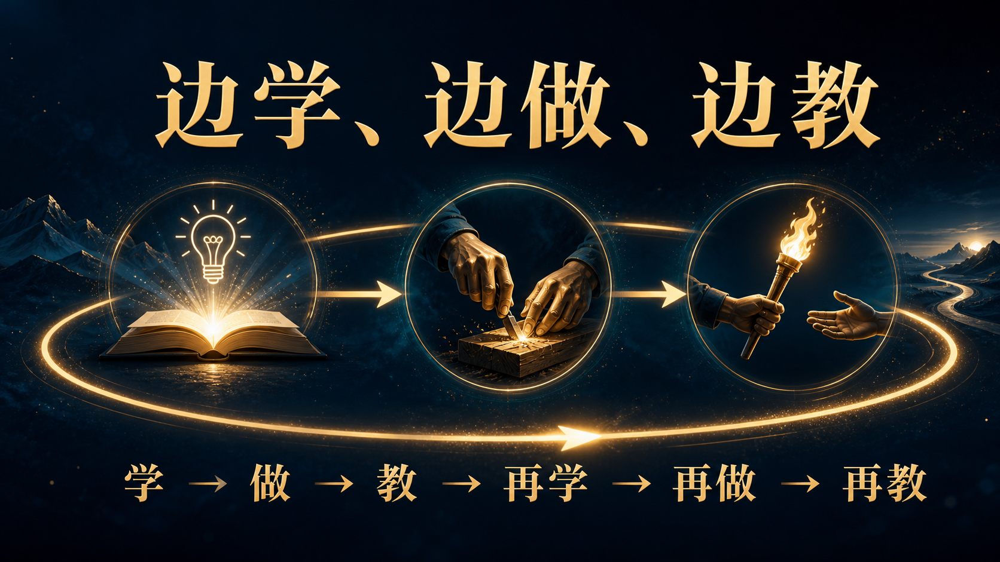 边学、边做、边教
学 → 做 → 教 → 再学 → 再做 → 再教